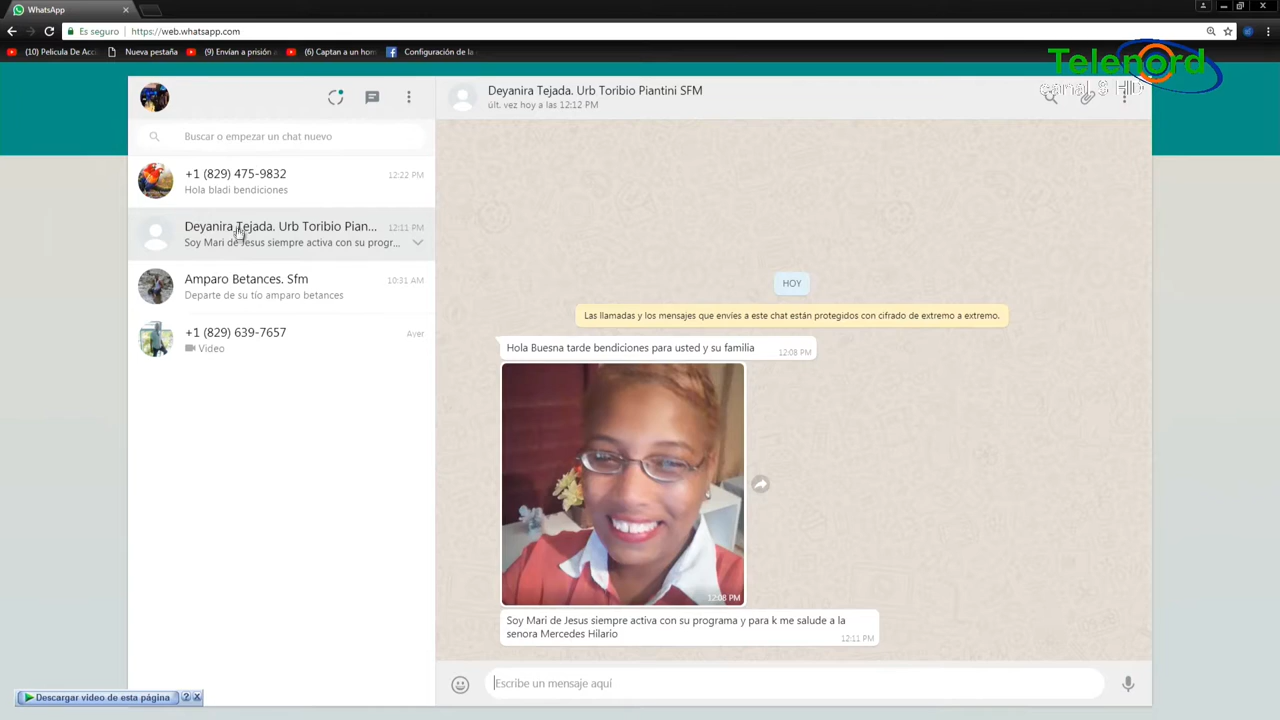 WhatsApp
Es seguro
https://web.whatsapp.com
(10) Pelicula De Acci
Nueva pestaña
(9) Envían a prisión
(6) Captan a un hom
Configuración de la
Telenord
canal 8 HD
Buscar o empezar un chat nuevo
+1 (829) 475-9832
12:22 PM
Hola bladi bendiciones
Deyanira Tejada. Urb Toribio Pian...
12:11 PM
Soy Mari de Jesus siempre activa con su progr...
Amparo Betances. Sfm
10:31 AM
Departe de su tío amparo betances
+1 (829) 639-7657
Ayer
Video
Deyanira Tejada. Urb Toribio Piantini SFM
últ. vez hoy a las 12:12 PM
HOY
Las llamadas y los mensajes que envíes a este chat están protegidos con cifrado de extremo a extremo.
Hola Buesna tarde bendiciones para usted y su familia
12:08 PM
12:08 PM
Soy Mari de Jesus siempre activa con su programa y para k me salude a la
senora Mercedes Hilario
12:11 PM
Escribe un mensaje aquí
Descargar video de esta página
? X